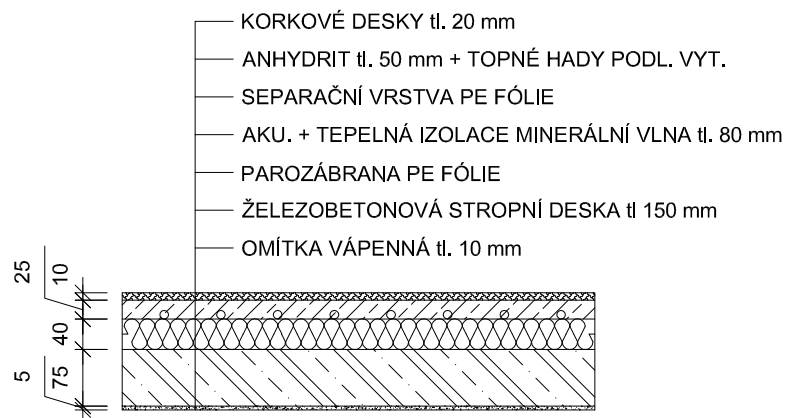 KORKOVÉ DESKY tl. 20 mm
ANHYDRIT tl. 50 mm + TOPNÉ HADY PODL. VYT.
SEPARAČNÍ VRSTVA PE FÓLIE
AKU. + TEPELNÁ IZOLACE MINERÁLNÍ VLNA tl. 80 mm
PAROZÁBRANA PE FÓLIE
ŽELEZOBETONOVÁ STROPNÍ DESKA tl 150 mm
OMÍTKA VÁPENNÁ tl. 10 mm
25
10
40
5
75